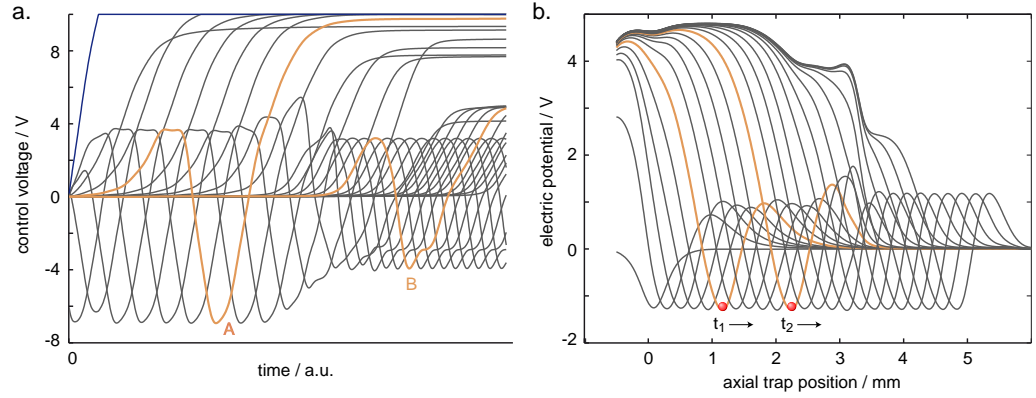 a.
control voltage / V
8
4
0
-4
-8
A
B
0
time / a.u.
b.
electric potential / V
4
2
0
-2
t1
t2
0
1
2
3
4
5
axial trap position / mm